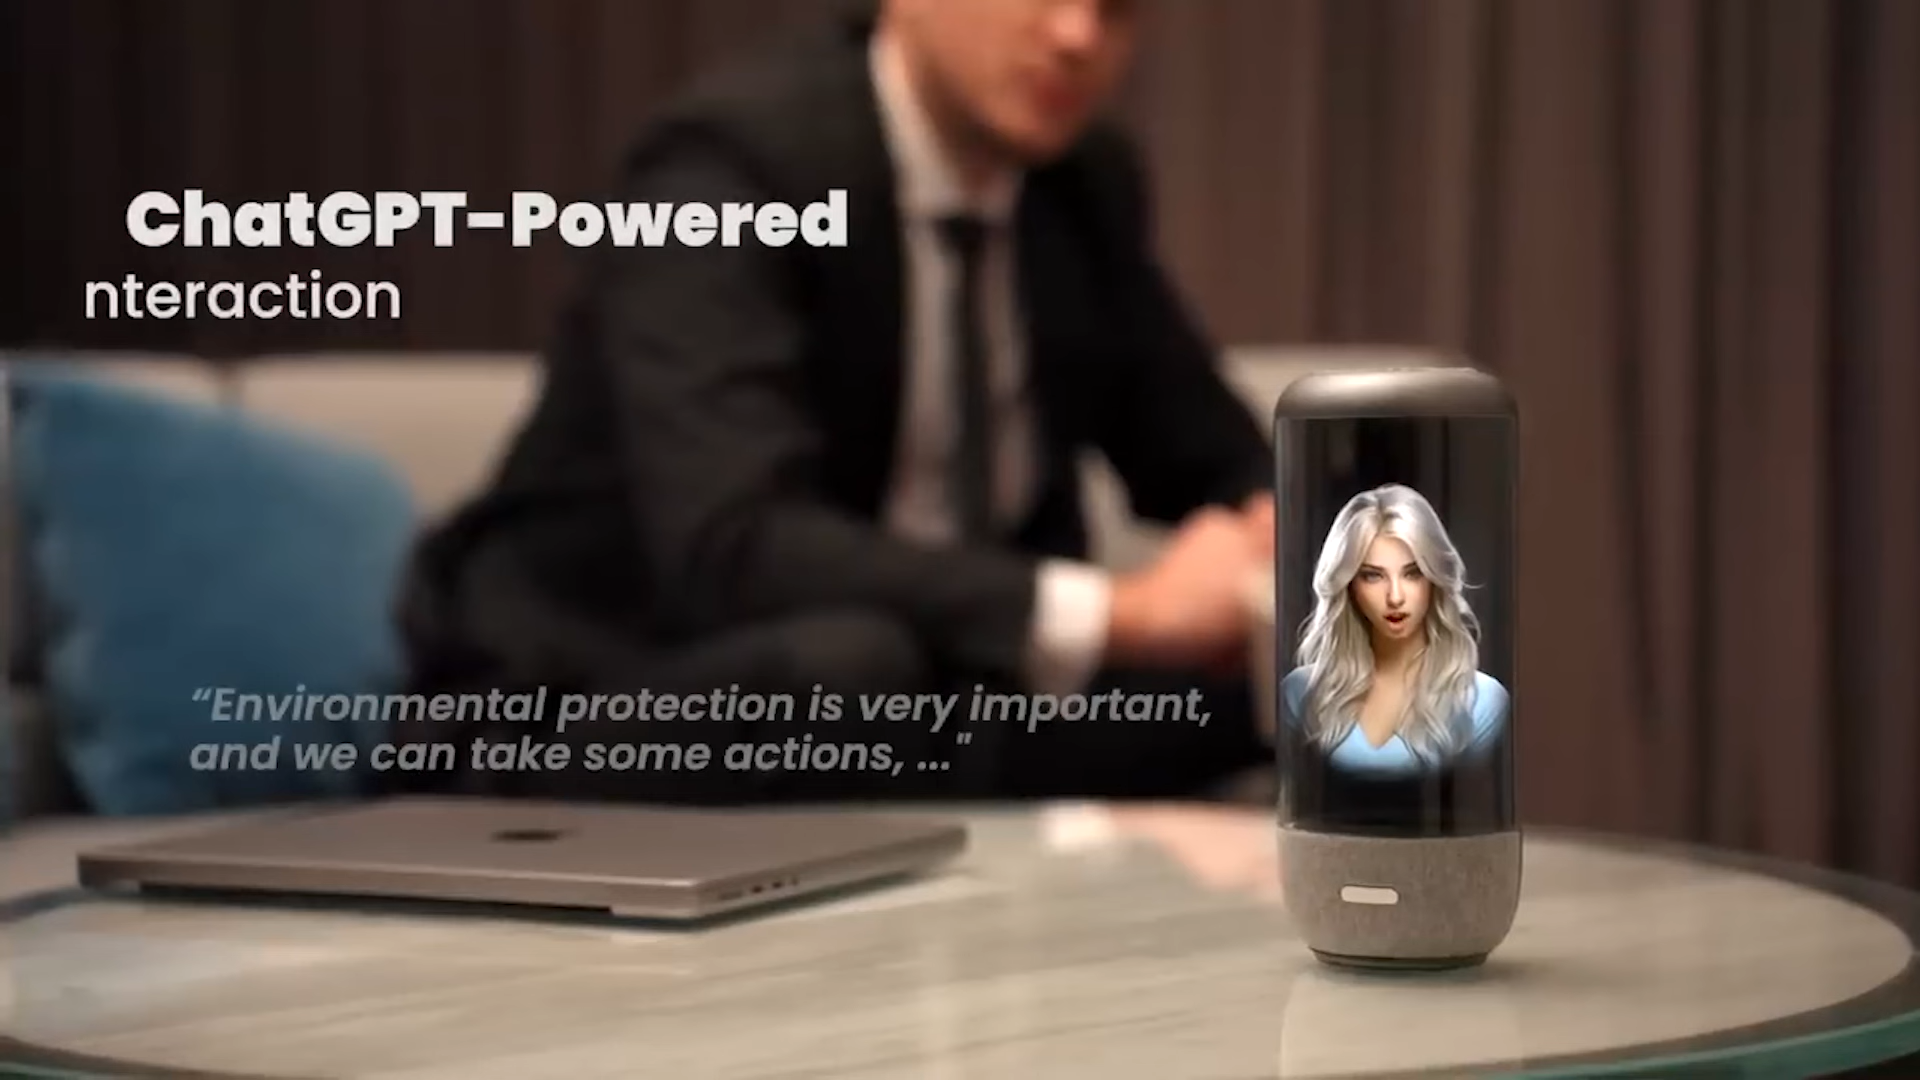 ChatGPT-Powered
nteraction
“Environmental protection is very important,
and we can take some actions, ..."